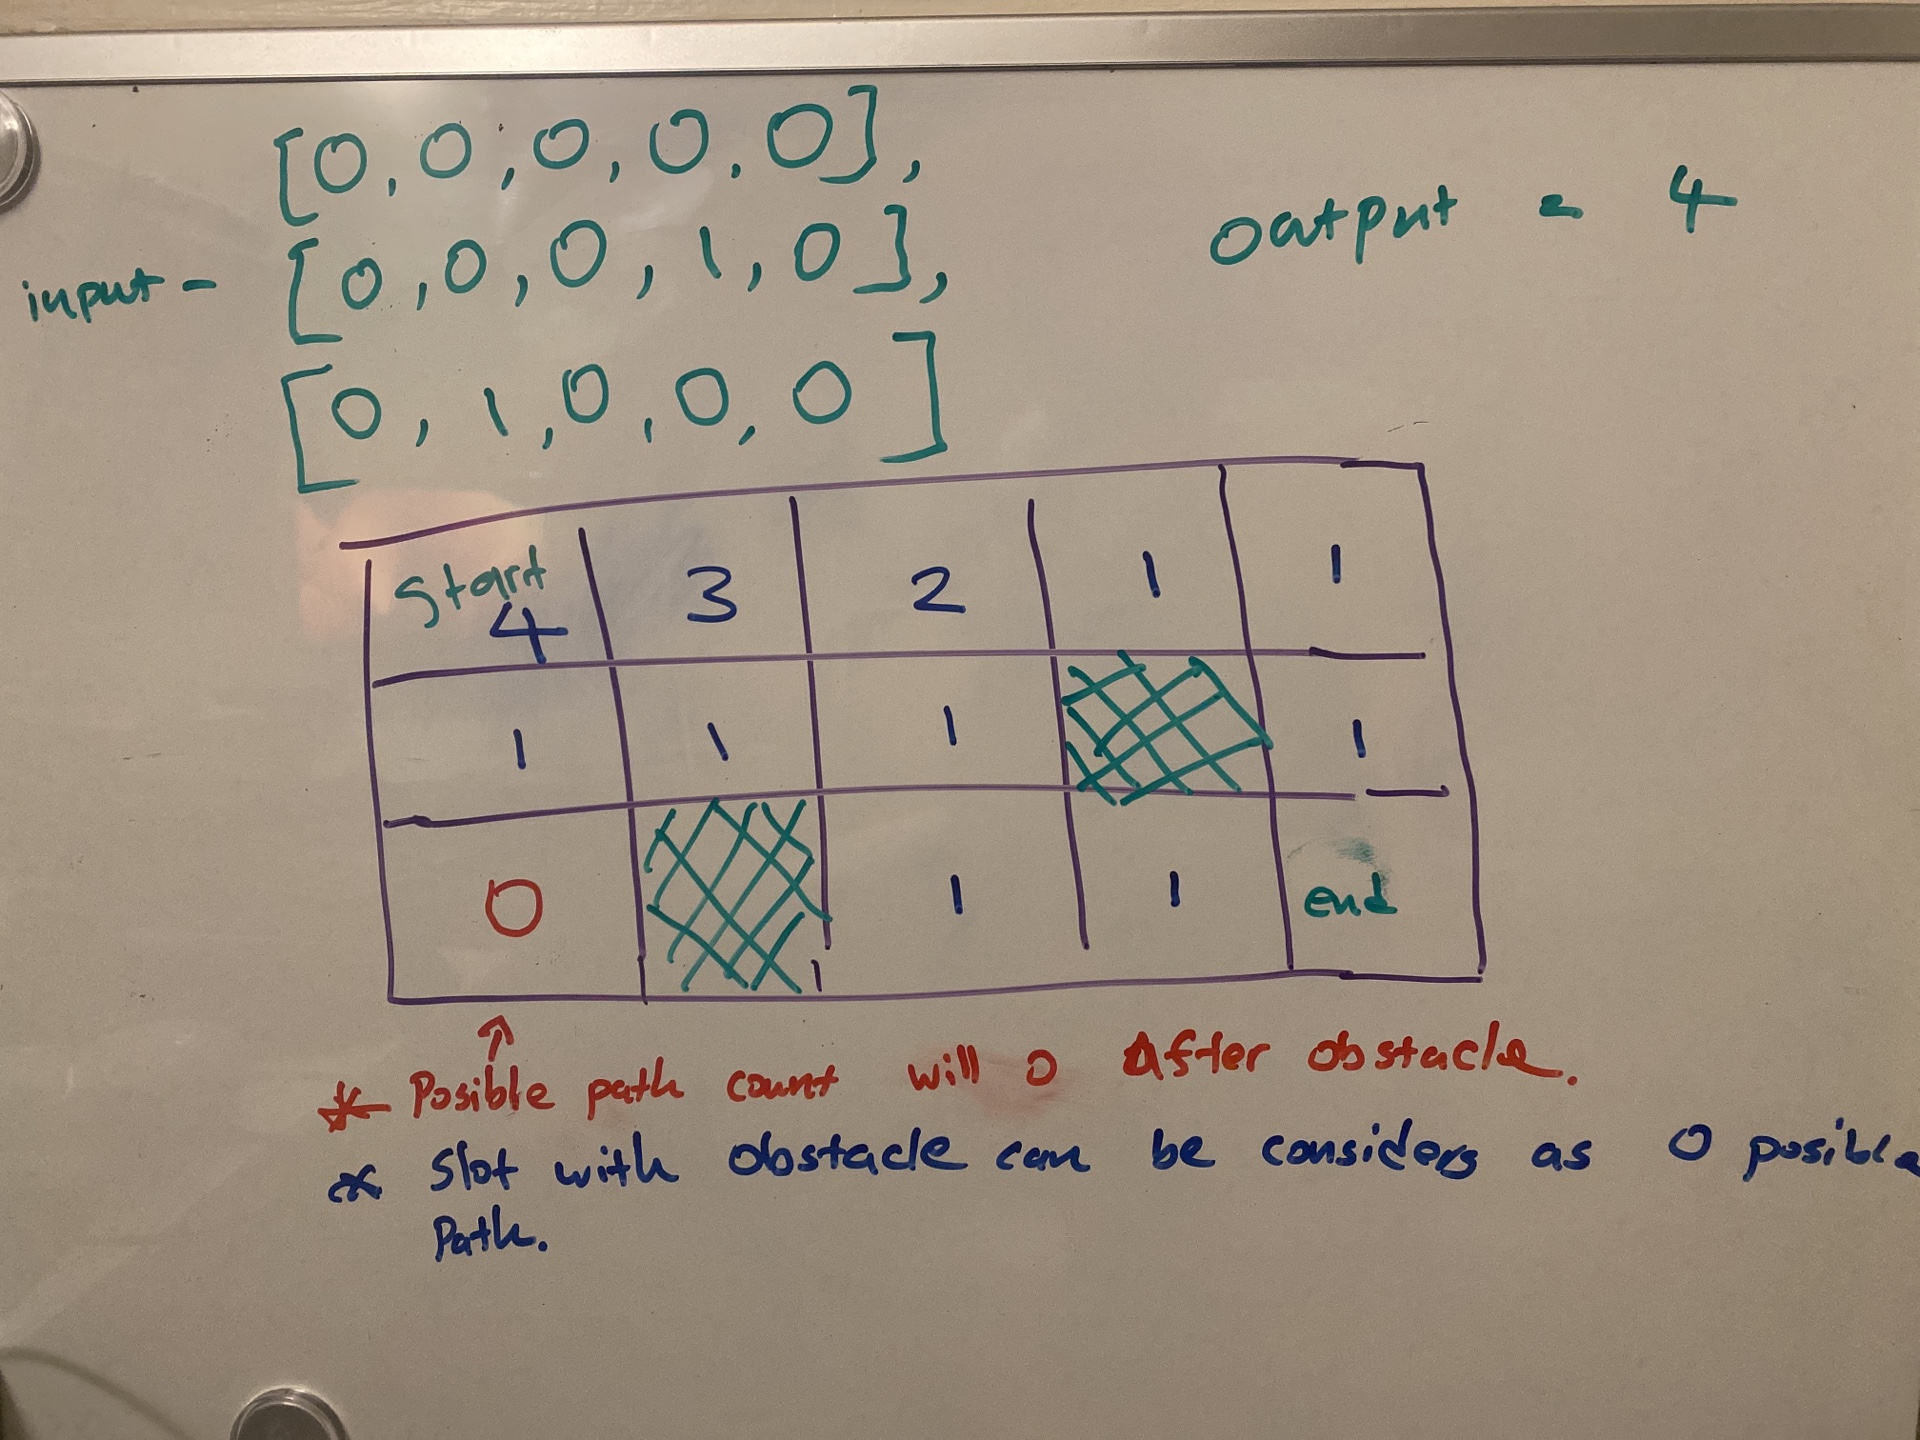 [0, 0, 0, 0, 0],
input - [0, 0, 0, 1, 0],
[0, 1, 0, 0, 0]
output = 4
start 4 3 2 1 1
1 1 1 1
0 1 1 end
* Posible path count will 0 After obstacle.
* Slot with obstacle can be considers as 0 posible
Path.